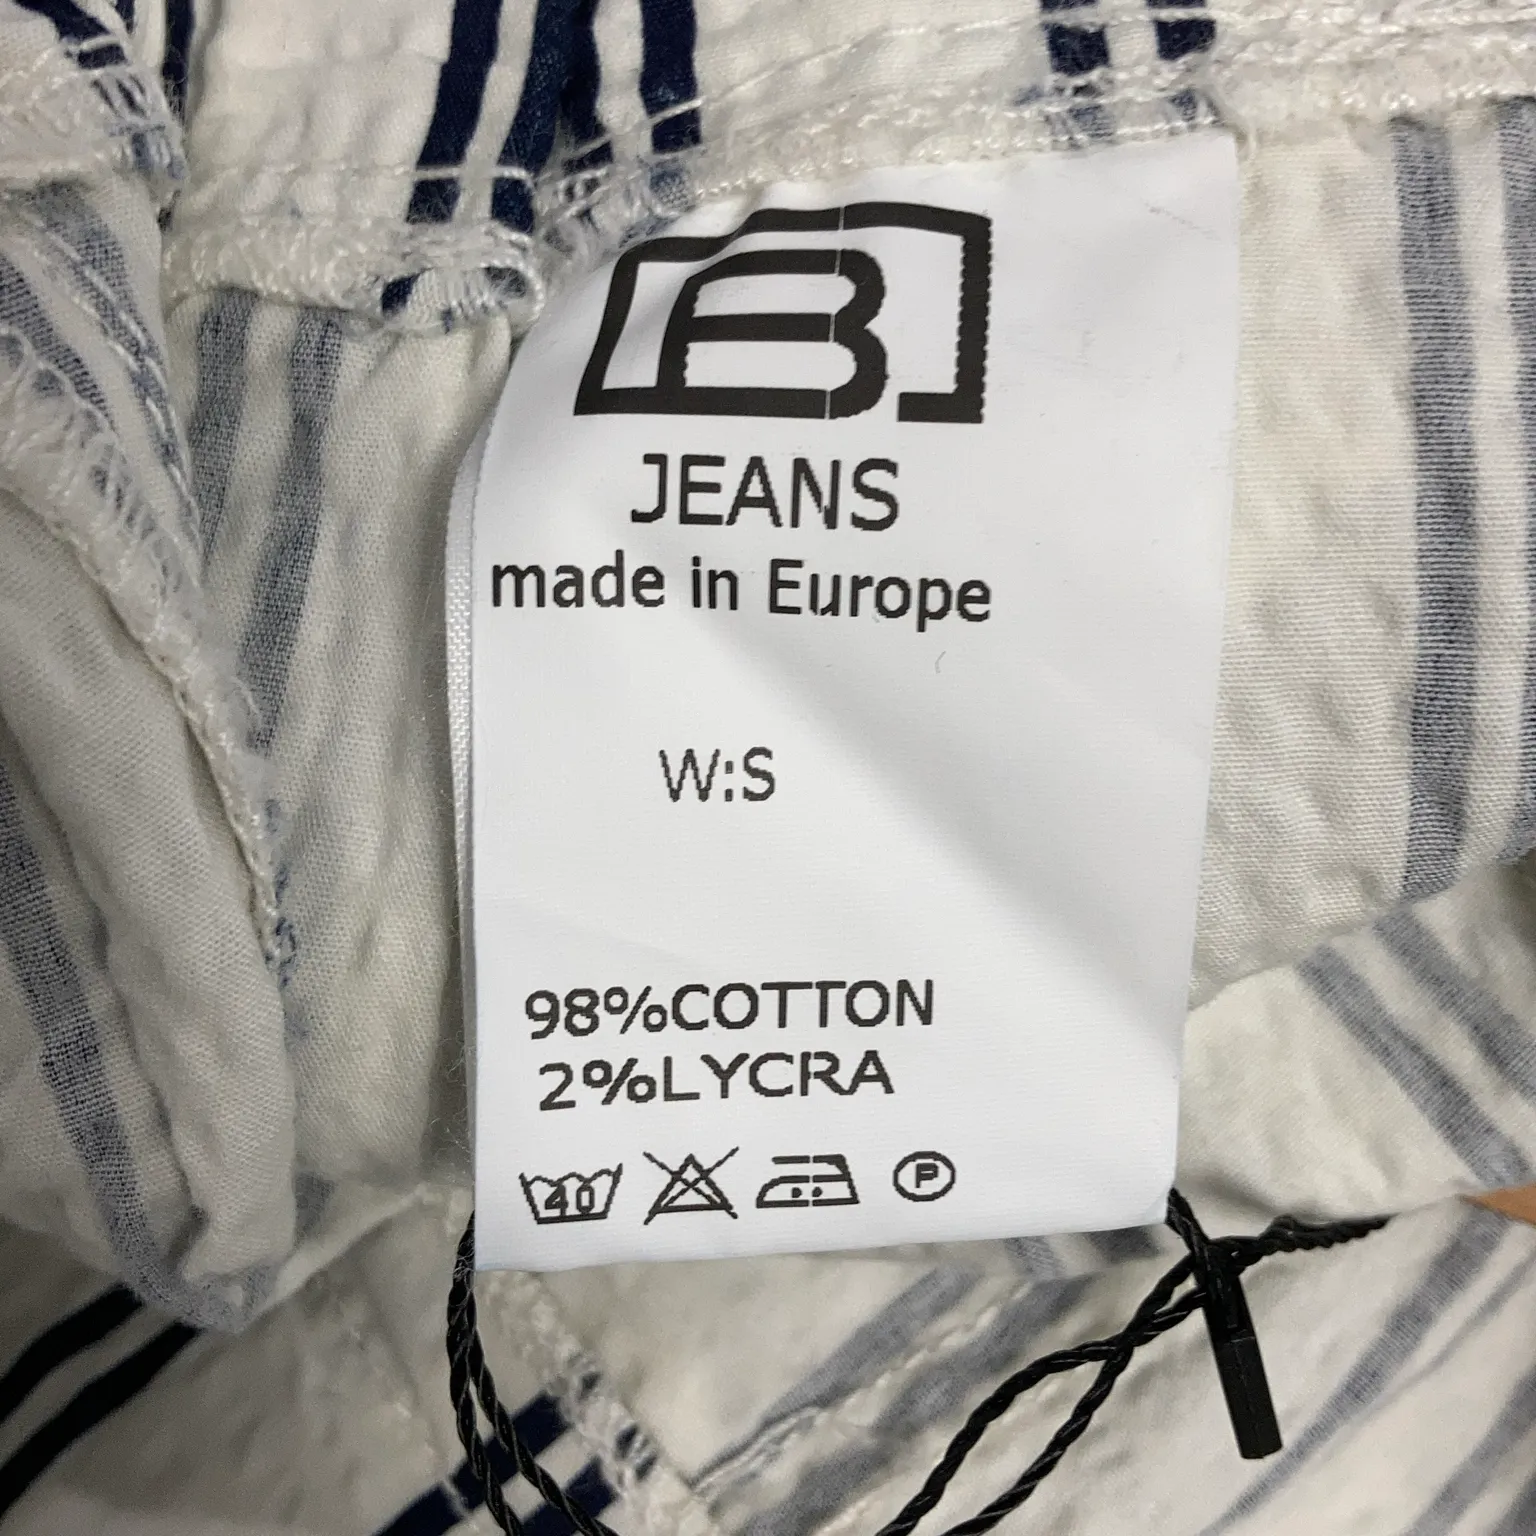 B
JEANS
made in Europe
W:S
98%COTTON
2%LYCRA
40 P